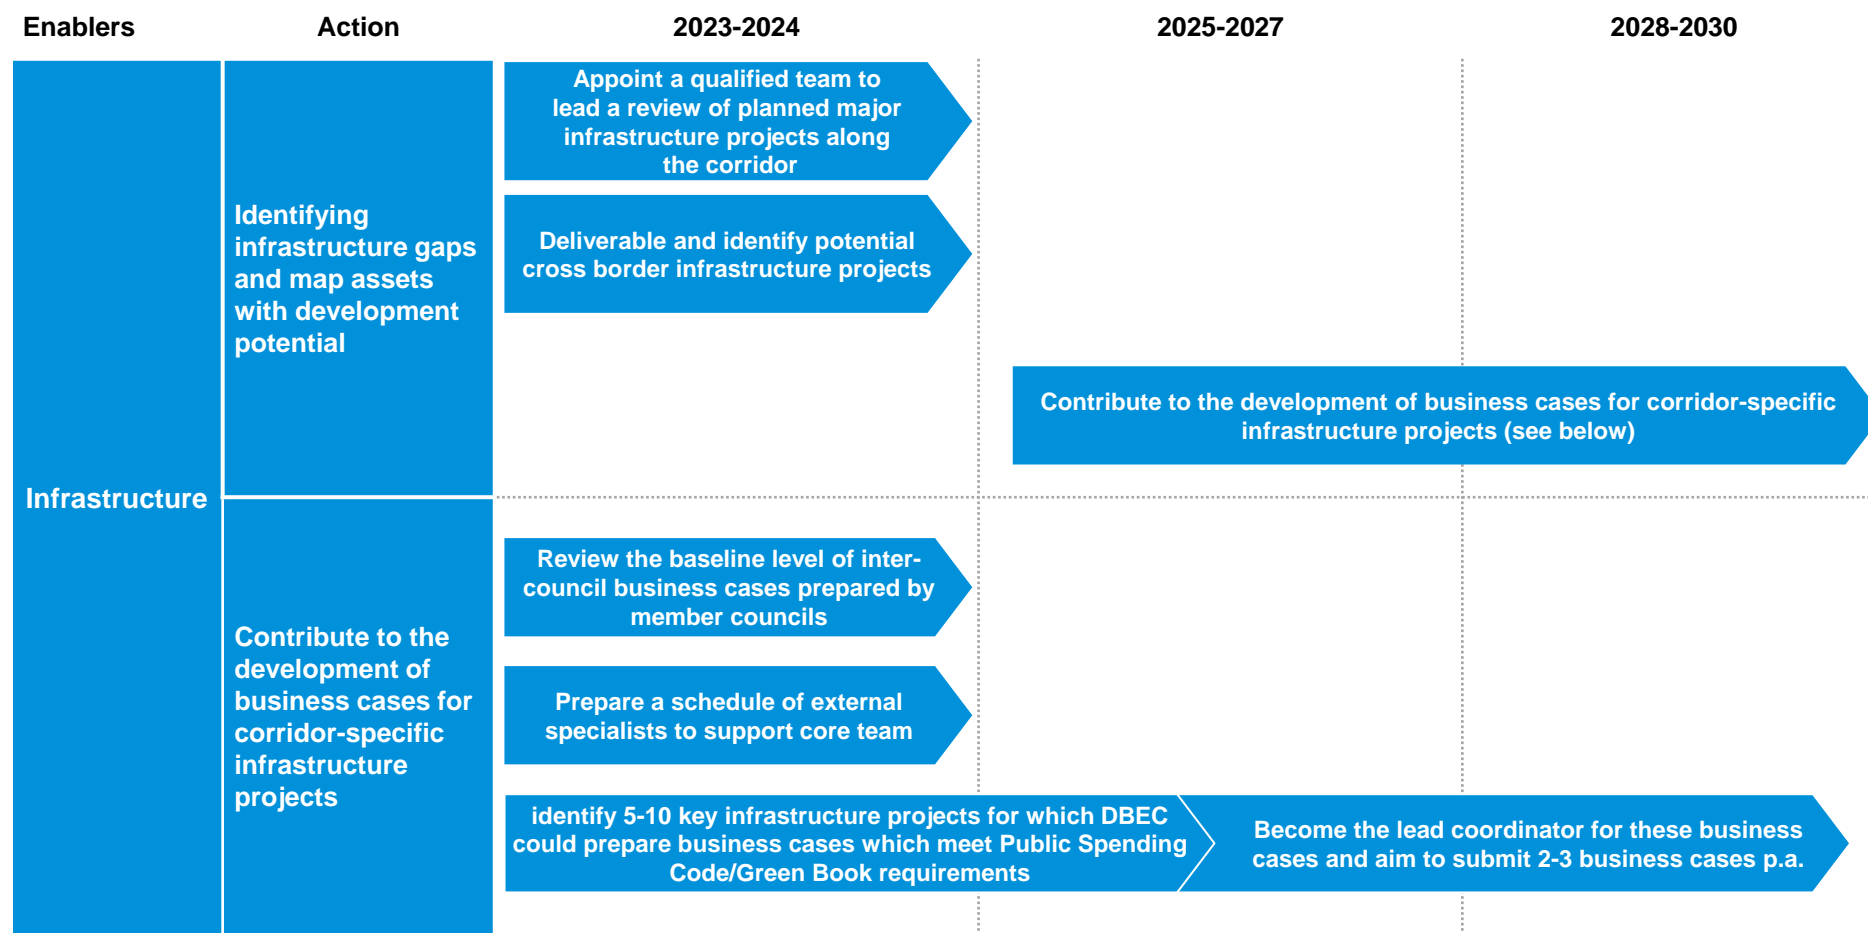 Enablers
Action
2023-2024
2025-2027
2028-2030
Infrastructure
Identifying
infrastructure gaps
and map assets
with development
potential
Appoint a qualified team to
lead a review of planned major
infrastructure projects along
the corridor
Deliverable and identify potential
cross border infrastructure projects
Contribute to the development of business cases for corridor-specific
infrastructure projects (see below)
Contribute to the
development of
business cases for
corridor-specific
infrastructure
projects
Review the baseline level of inter-
council business cases prepared by
member councils
Prepare a schedule of external
specialists to support core team
identify 5-10 key infrastructure projects for which DBEC
could prepare business cases which meet Public Spending
Code/Green Book requirements
Become the lead coordinator for these business
cases and aim to submit 2-3 business cases p.a.